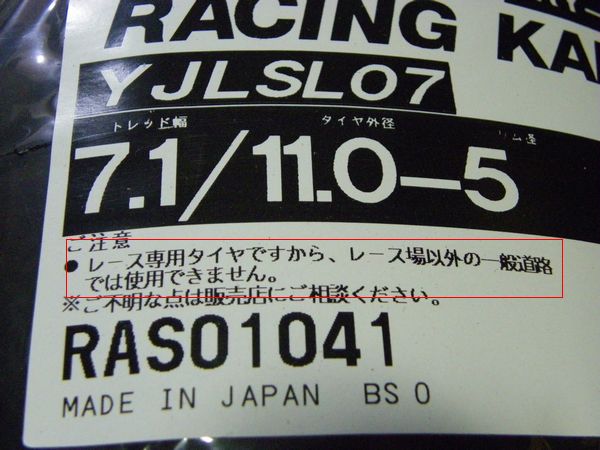 RACING KA
YJLSL07
トレッド幅 タイヤ外径 リム径
7.1/11.0-5
ご注意
●レース専用タイヤですから、レース場以外の一般道路
では使用できません。
※ご不明な点は販売店にご相談ください。
RAS01041
MADE IN JAPAN BS O